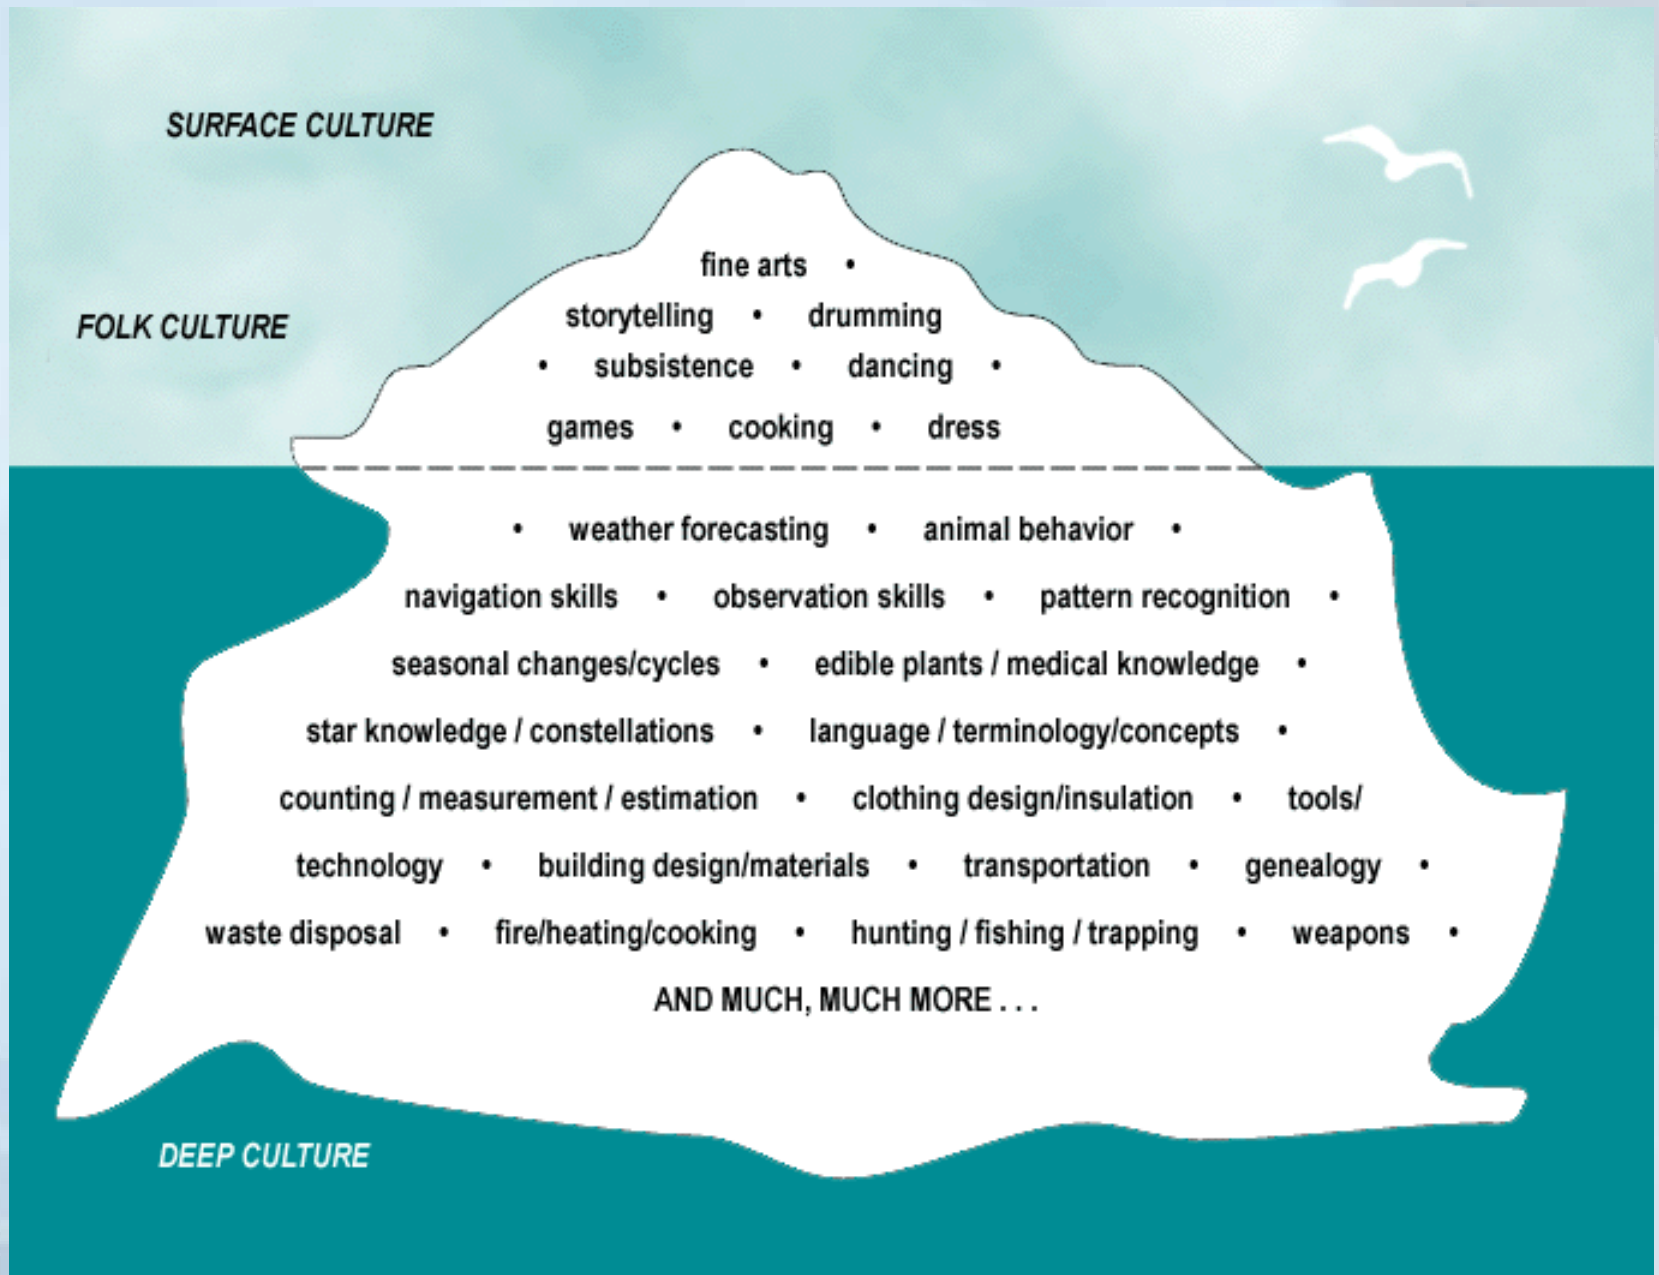 SURFACE CULTURE
fine arts •
FOLK CULTURE
storytelling • drumming
• subsistence • dancing •
games • cooking • dress
• weather forecasting • animal behavior •
navigation skills • observation skills • pattern recognition •
seasonal changes/cycles • edible plants / medical knowledge •
star knowledge / constellations • language / terminology/concepts •
counting / measurement / estimation • clothing design/insulation • tools/
technology • building design/materials • transportation • genealogy •
waste disposal • fire/heating/cooking • hunting / fishing / trapping • weapons •
AND MUCH, MUCH MORE . . .
DEEP CULTURE